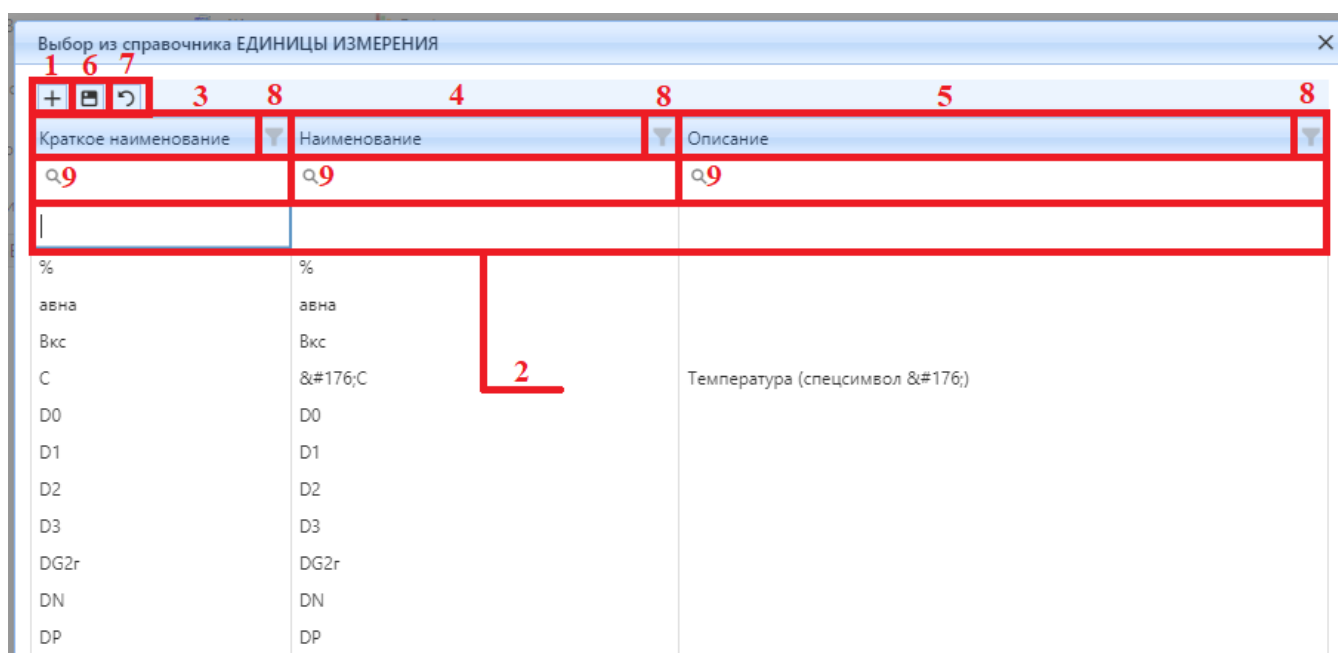 Выбор из справочника ЕДИНИЦЫ ИЗМЕРЕНИЯ
1 6 7
3 8 4 8 5 8
Краткое наименование Наименование Описание
9 9 9
% %
авна авна
Вкс Вкс
C &#176;C Температура (спецсимвол &#176;)
2
D0 D0
D1 D1
D2 D2
D3 D3
DG2r DG2r
DN DN
DP DP